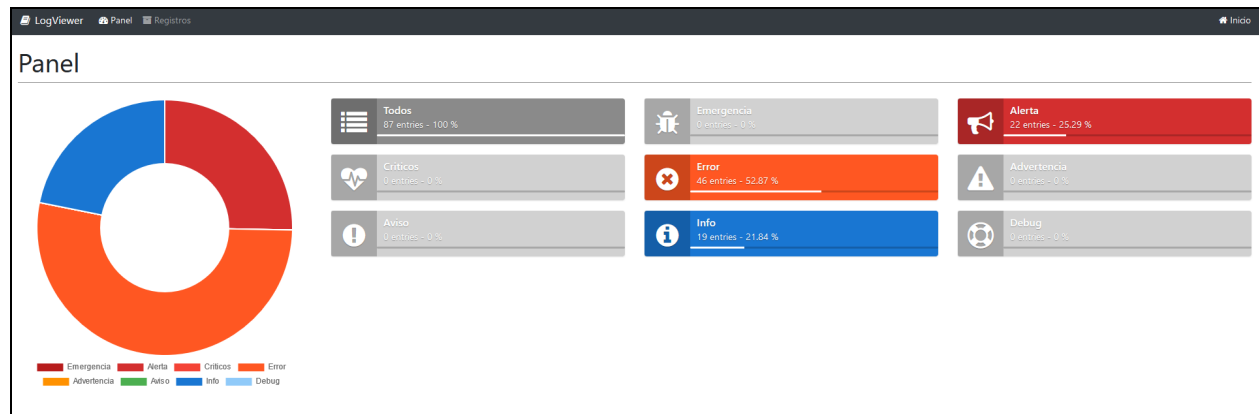 LogViewer Panel Registros Inicio
Panel
Todos
87 entries - 100 %
Emergencia
0 entries - 0 %
Alerta
22 entries - 25.29 %
Críticos
0 entries - 0 %
Error
46 entries - 52.87 %
Advertencia
0 entries - 0 %
Aviso
0 entries - 0 %
Info
19 entries - 21.84 %
Debug
0 entries - 0 %
Emergencia Alerta Críticos Error
Advertencia Aviso Info Debug